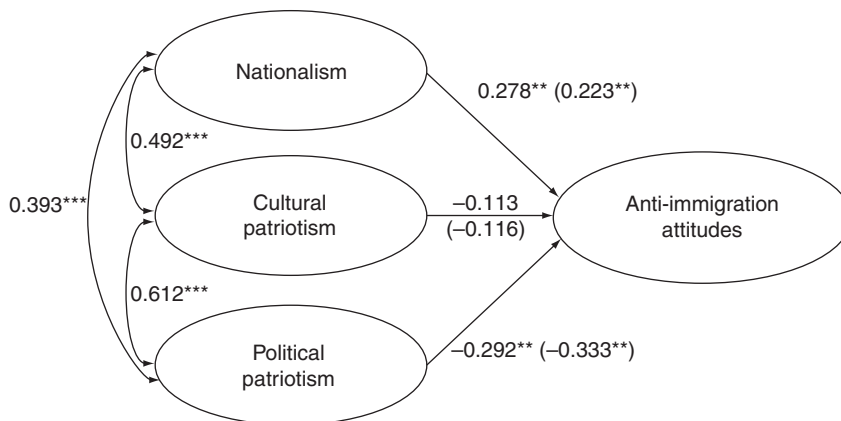 Nationalism
0.278** (0.223**)
0.492***
0.393***
Cultural
patriotism
–0.113
(–0.116)
Anti-immigration
attitudes
0.612***
Political
patriotism
–0.292** (–0.333**)